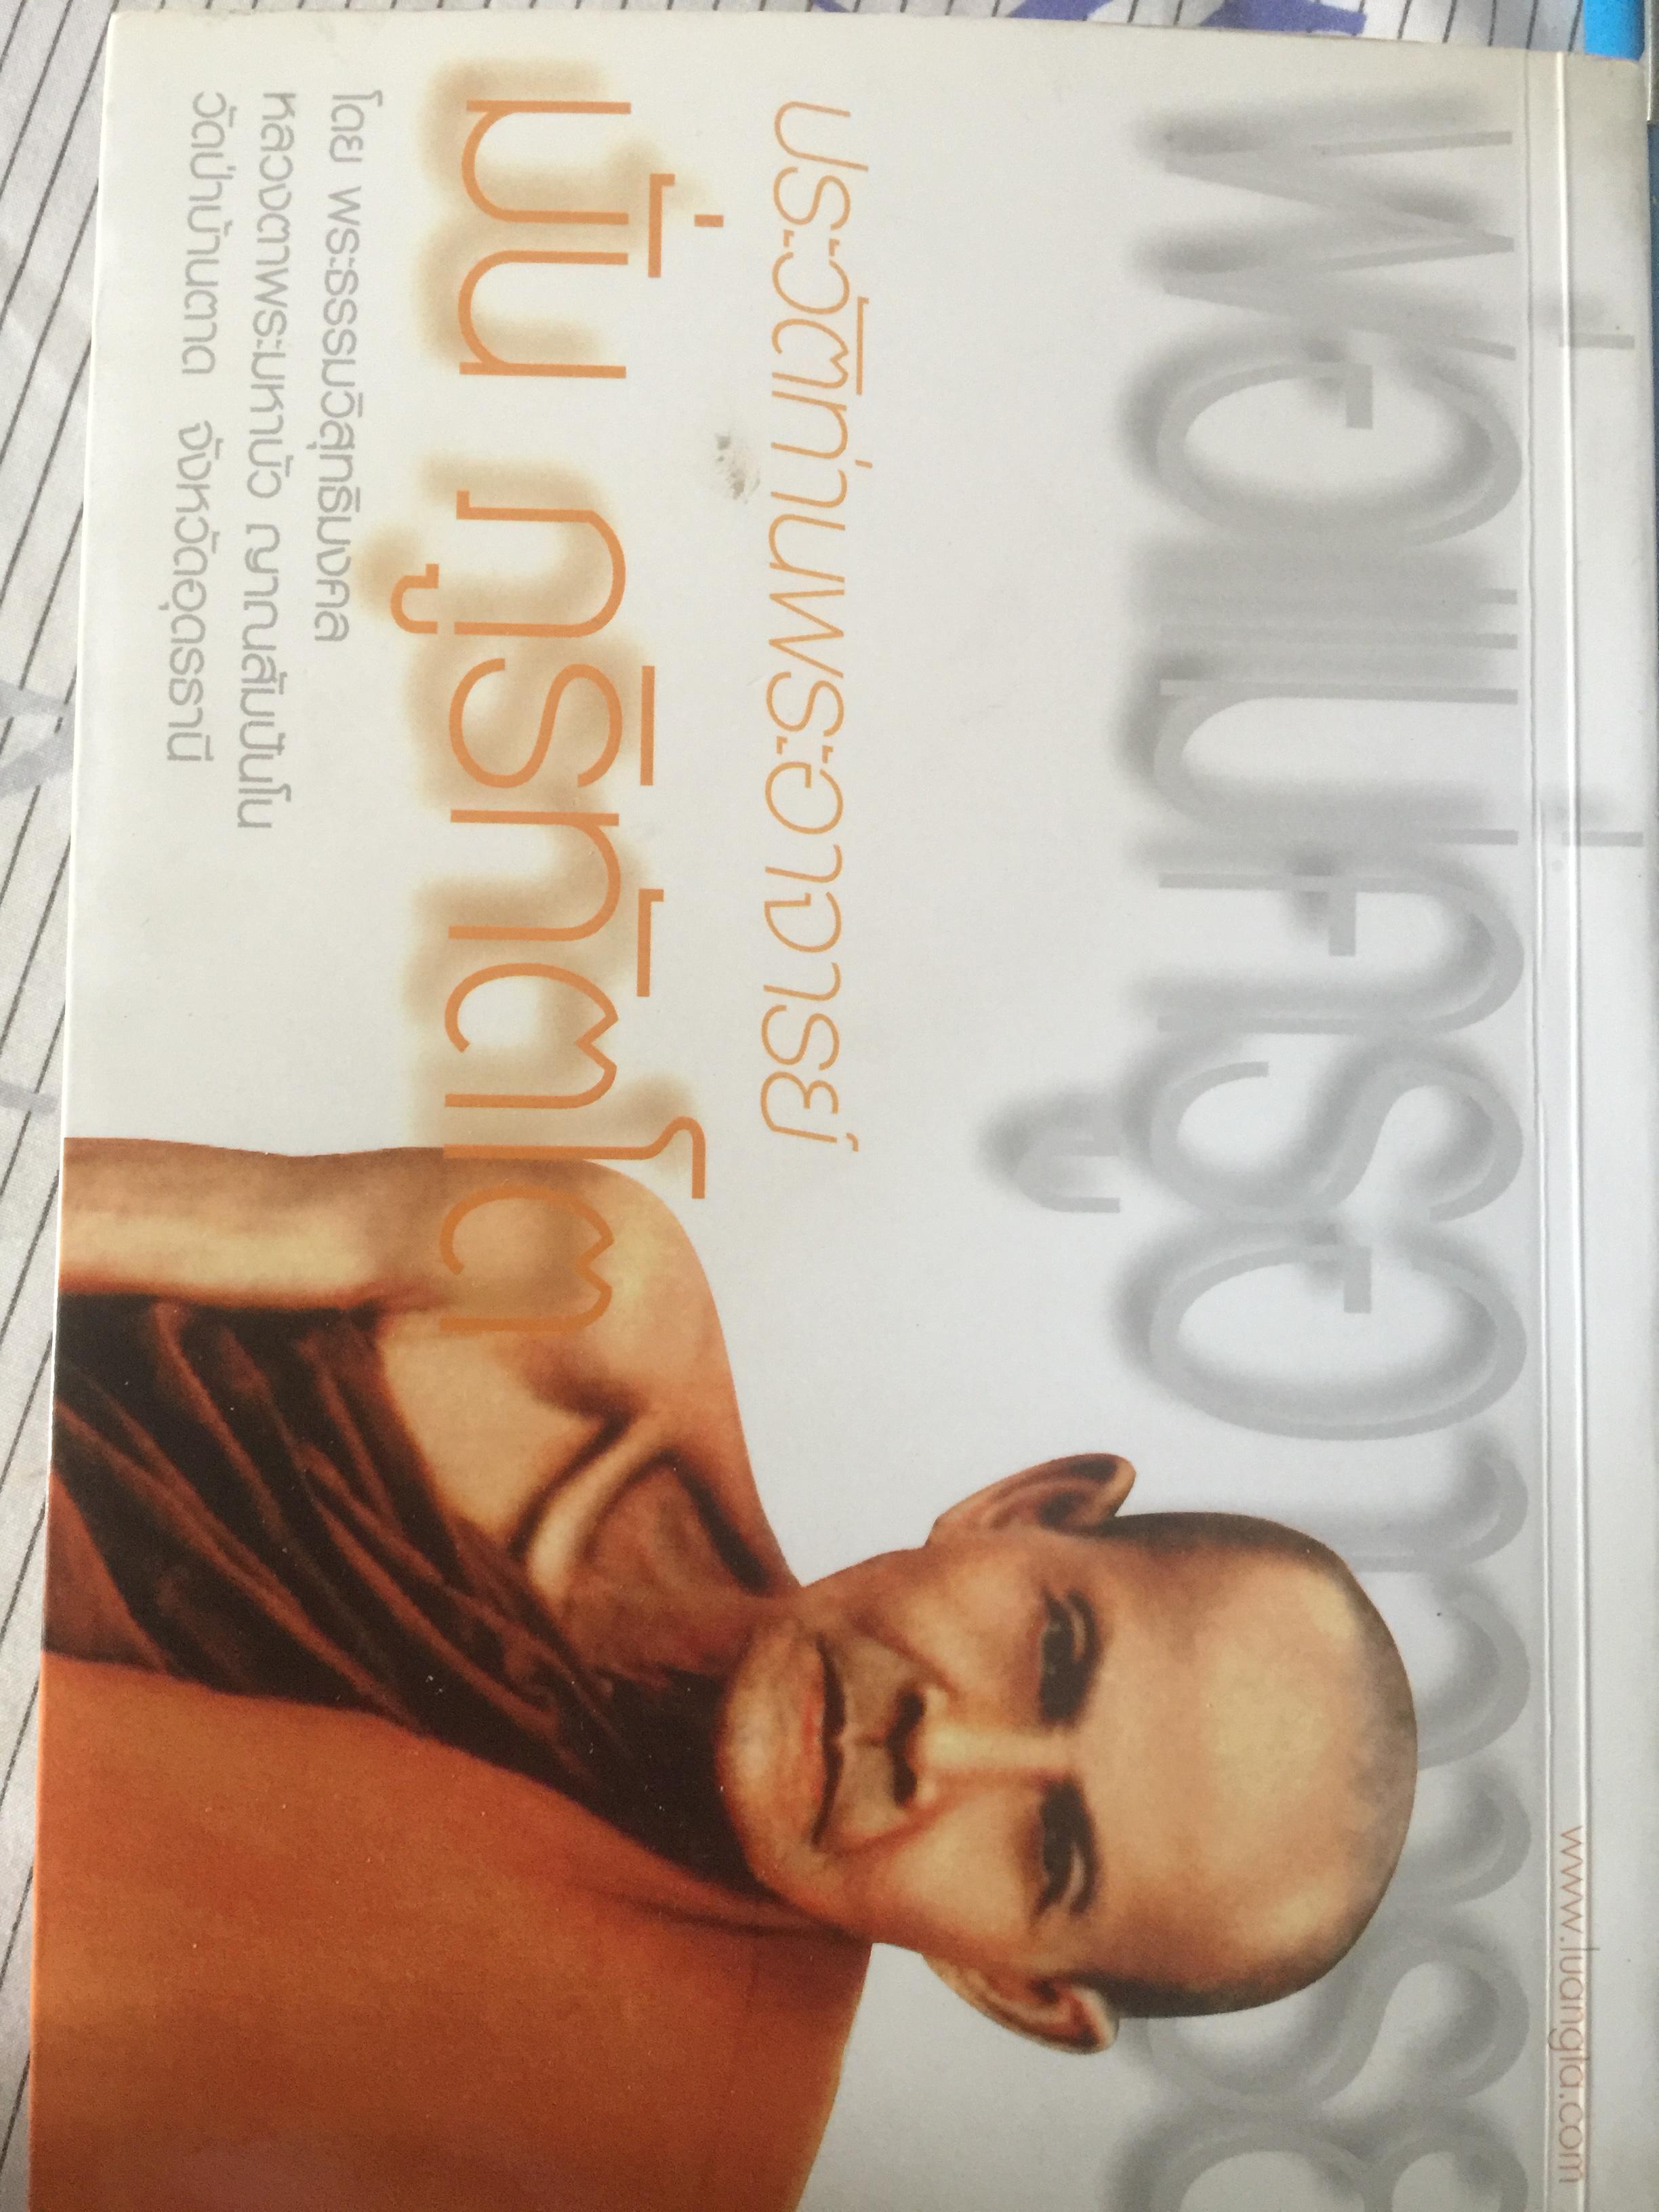 www.luangta.com
ประวัติท่านพระอาจารย์
มั่น ภูริทัตโต
โดย พระธรรมวิสุทธิมงคล
หลวงตาพระมหาบัว ญาณสัมปันโน
วัดป่าบ้านตาด จังหวัดอุดรธานี